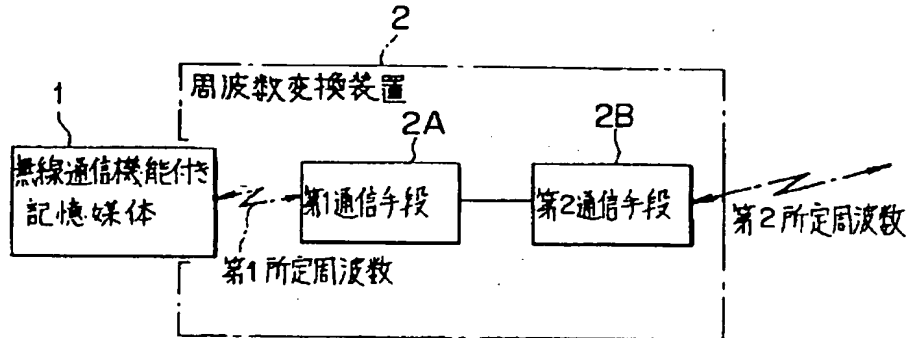 2
周波数変換装置
1
2A
2B
無線通信機能付き
記憶媒体
第1通信手段
第2通信手段
第2所定周波数
第1所定周波数